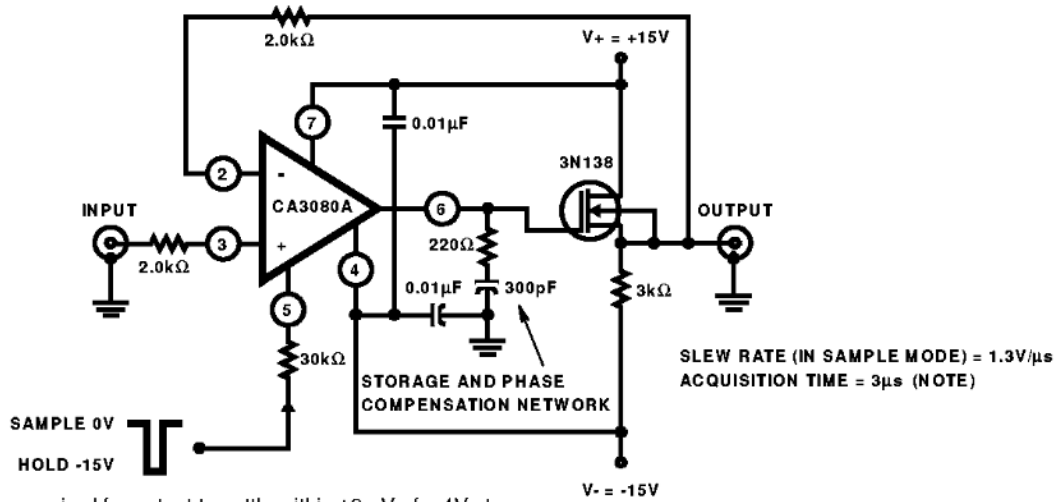 2.0kΩ
V+ = +15V
7
0.01µF
3N138
2
-
CA3080A
6
INPUT
OUTPUT
3
+
220Ω
2.0kΩ
4
0.01µF
300pF
3kΩ
5
30kΩ
SLEW RATE (IN SAMPLE MODE) = 1.3V/µs
ACQUISITION TIME = 3µs (NOTE)
STORAGE AND PHASE
COMPENSATION NETWORK
SAMPLE 0V
HOLD -15V
V- = -15V